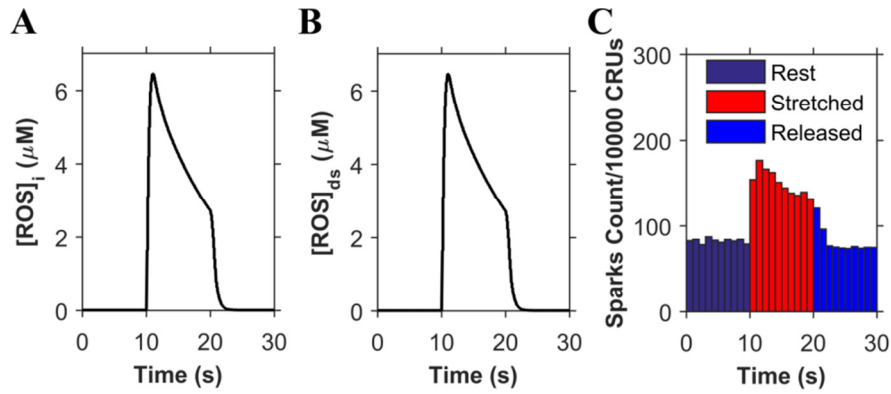 A
[ROS]i (μM)
6
4
2
0
0 10 20 30
Time (s)
B
[ROS]ds (μM)
6
4
2
0
0 10 20 30
Time (s)
C
Sparks Count/10000 CRUs
300
200
100
0
Rest
Stretched
Released
0 10 20 30
Time (s)